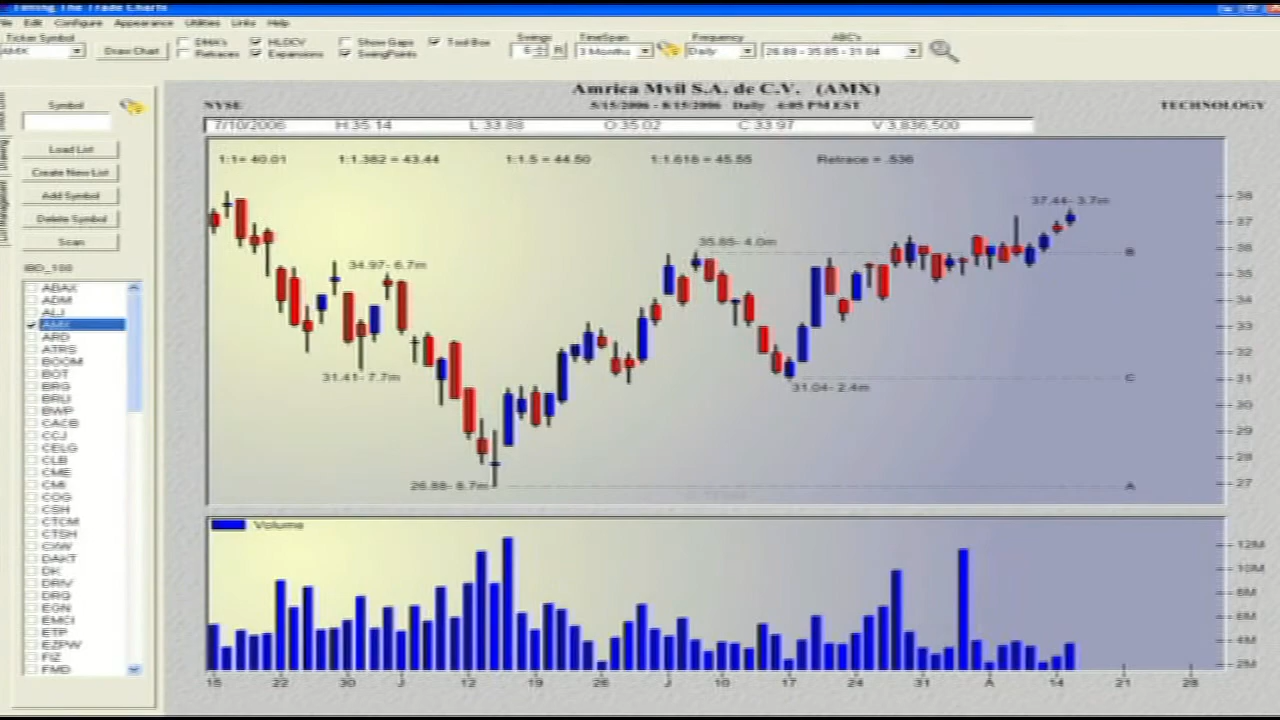 Timing The Trade Charts
File Edit Configure Appearance Utilities Links Help
Ticker Symbol
Swings TimeSpan Frequency ABC's
AMX Draw Chart DMA's HLOCV Show Gaps Tool Box 5 R 3 Months Daily 26.88 - 35.85 - 31.04
Retraces Expansions SwingPoints
Amrica Mvil S.A. de C.V. (AMX)
NYSE 5/15/2006 - 8/15/2006 Daily 4:05 PM EST TECHNOLOGY
7/10/2006 H 35.14 L 33.88 O 35.02 C 33.97 V 3,836,500
1:1= 40.01 1:1.382 = 43.44 1:1.5 = 44.50 1:1.618 = 45.55 Retrace = .536
Symbol
Load List
Create New List
Add Symbol
Delete Symbol
Scan
IBD_100
ABAX
ADM
ALJ
AMX
ARD
ATRS
BOOM
BOT
BRG
BRLI
BWP
CACB
CCJ
CELG
CLB
CME
CMI
COG
CSH
CTCM
CTSH
CXW
DAKT
DK
DRIV
DRQ
EGN
EMCI
ETP
EZPW
FIZ
FMD
37.44- 3.7m
35.85- 4.0m
34.97- 6.7m
31.41- 7.7m
31.04- 2.4m
26.88- 8.7m
B
C
A
38
37
36
35
34
33
32
31
30
29
28
27
Volume
12M
10M
8M
6M
4M
2M
15 22 30 J 12 19 26 J 10 17 24 31 A 14 21 28